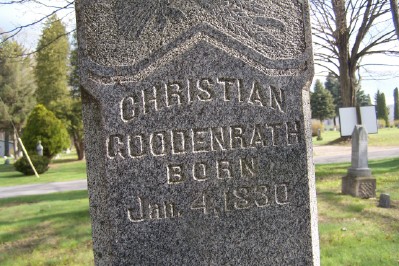 CHRISTIAN
GOODENRATH
BORN
Jan. 4, 1830